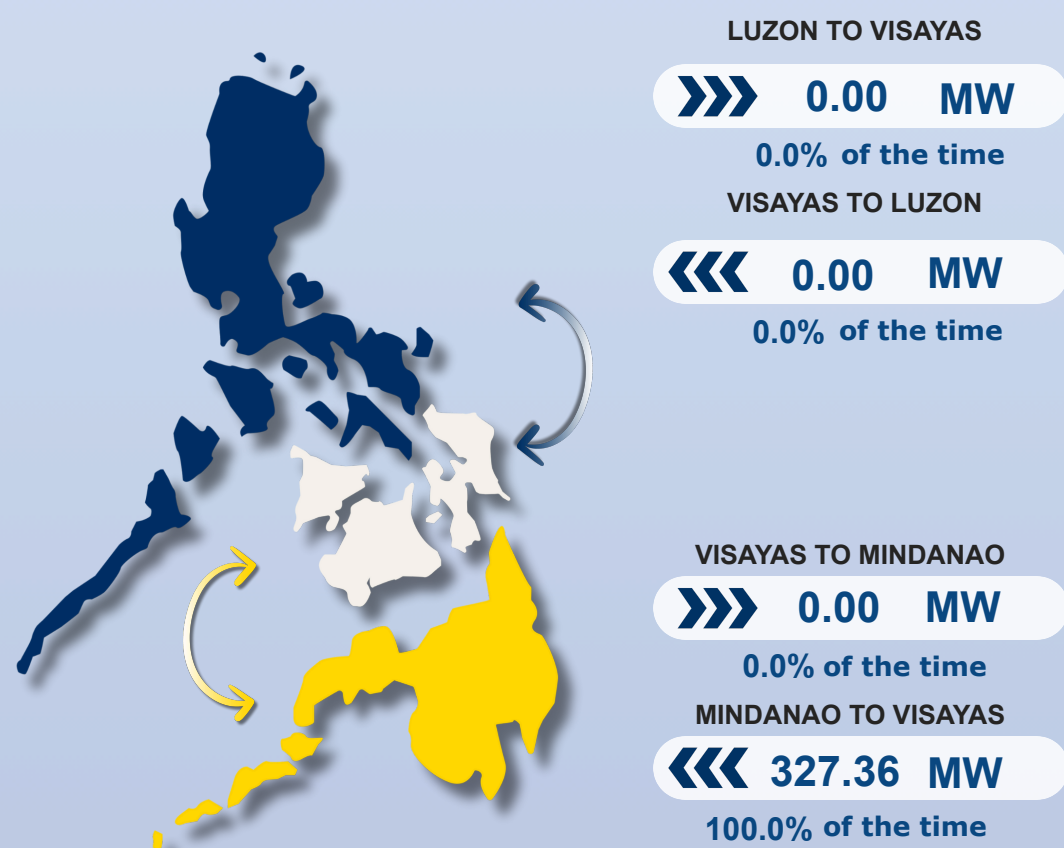 LUZON TO VISAYAS
0.00 MW
0.0% of the time
VISAYAS TO LUZON
0.00 MW
0.0% of the time
VISAYAS TO MINDANAO
0.00 MW
0.0% of the time
MINDANAO TO VISAYAS
327.36 MW
100.0% of the time